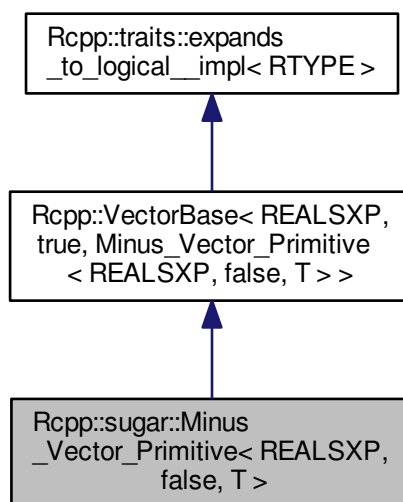 Rcpp::traits::expands
_to_logical__impl< RTYPE >
Rcpp::VectorBase< REALSXP,
true, Minus_Vector_Primitive
< REALSXP, false, T > >
Rcpp::sugar::Minus
_Vector_Primitive< REALSXP,
false, T >